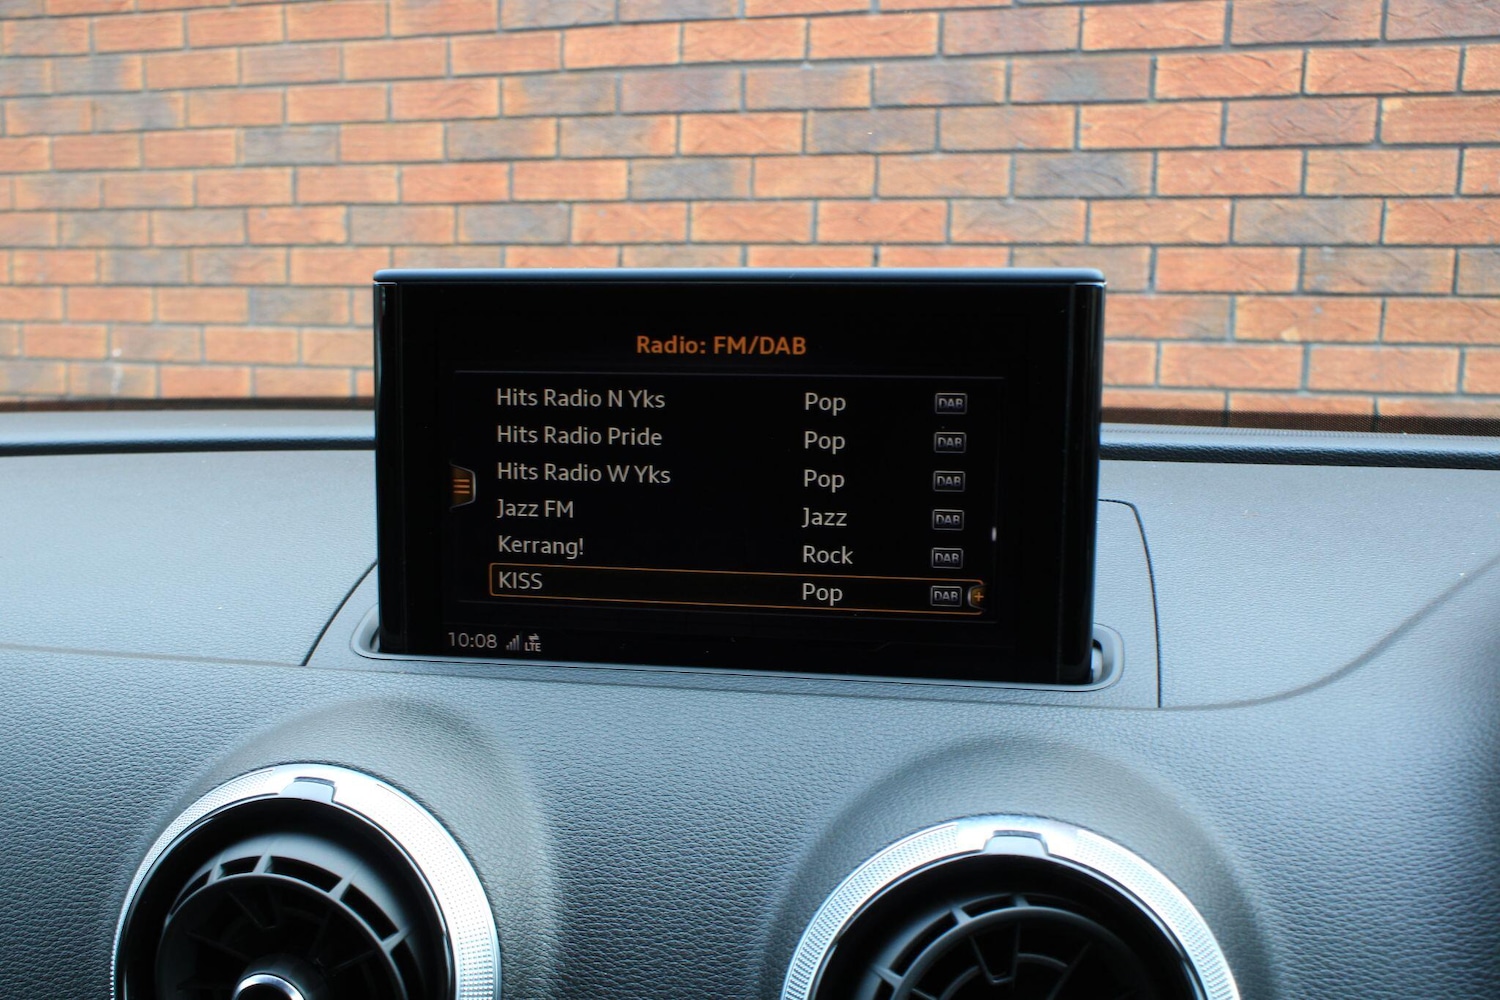 Radio: FM/DAB
Hits Radio N Yks Pop DAB
Hits Radio Pride Pop DAB
Hits Radio W Yks Pop DAB
Jazz FM Jazz DAB
Kerrang! Rock DAB
KISS Pop DAB +
10:08 LTE